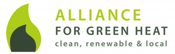 ALLIANCE
FOR GREEN HEAT
clean, renewable & local